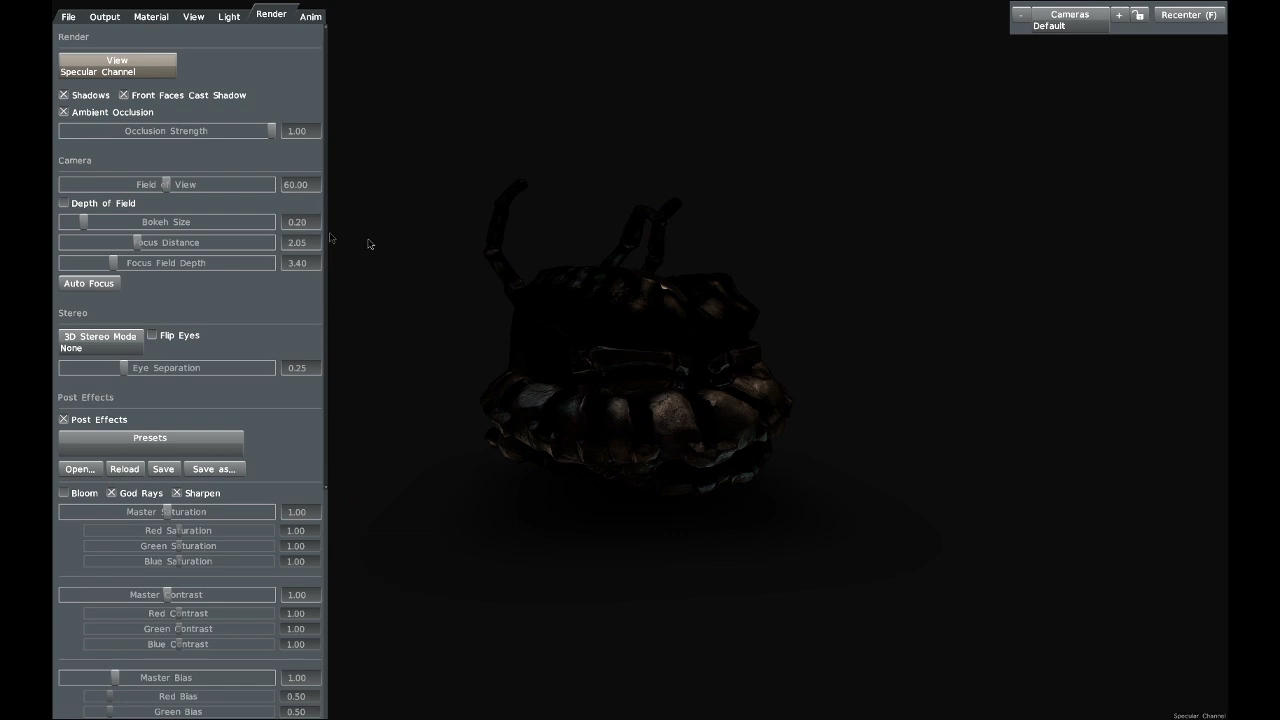 File Output Material View Light Render Anim
- Cameras + Recenter (F)
Default
Render
View
Specular Channel
Shadows Front Faces Cast Shadow
Ambient Occlusion
Occlusion Strength 1.00
Camera
Field of View 60.00
Depth of Field
Bokeh Size 0.20
Focus Distance 2.05
Focus Field Depth 3.40
Auto Focus
Stereo
3D Stereo Mode Flip Eyes
None
Eye Separation 0.25
Post Effects
Post Effects
Presets
Open... Reload Save Save as...
Bloom God Rays Sharpen
Master Saturation 1.00
Red Saturation 1.00
Green Saturation 1.00
Blue Saturation 1.00
Master Contrast 1.00
Red Contrast 1.00
Green Contrast 1.00
Blue Contrast 1.00
Master Bias 1.00
Red Bias 0.50
Green Bias 0.50
Specular Channel